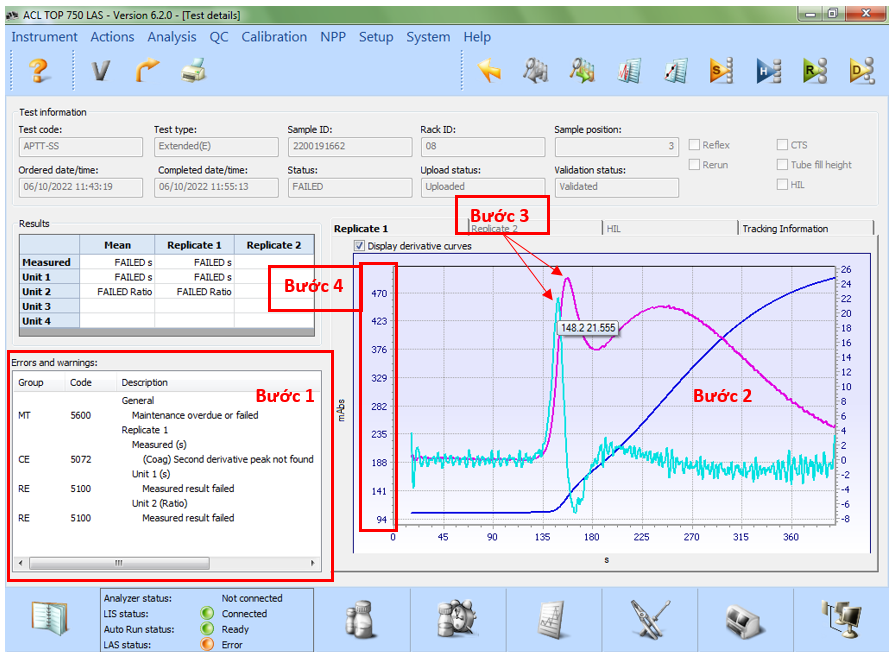 ACL TOP 750 LAS - Version 6.2.0 - [Test details]
Instrument Actions Analysis QC Calibration NPP Setup System Help
? V S H R D
Test information
Test code: Test type: Sample ID: Rack ID: Sample position:
APTT-SS Extended(E) 2200191662 08 3 Reflex CTS
Ordered date/time: Completed date/time: Status: Upload status: Validation status: Rerun Tube fill height
06/10/2022 11:43:19 06/10/2022 11:55:13 FAILED Uploaded Validated HIL
Results
Mean Replicate 1 Replicate 2
Measured FAILED s FAILED s
Unit 1 FAILED s FAILED s
Unit 2 FAILED Ratio FAILED Ratio
Unit 3
Unit 4
Bước 3
Replicate 1 Replicate 2 HIL Tracking Information
Display derivative curves
Bước 4
470
423
376
329
282
235
188
141
94
mAbs
148.2 21.555
Bước 2
26
24
22
20
18
16
14
12
10
8
6
4
2
0
-2
-4
-6
-8
0 45 90 135 180 225 270 315 360
s
Errors and warnings:
Group Code Description
Bước 1
General
MT 5600 Maintenance overdue or failed
Replicate 1
Measured (s)
CE 5072 (Coag) Second derivative peak not found
Unit 1 (s)
RE 5100 Measured result failed
Unit 2 (Ratio)
RE 5100 Measured result failed
Analyzer status: Not connected
LIS status: Connected
Auto Run status: Ready
LAS status: Error